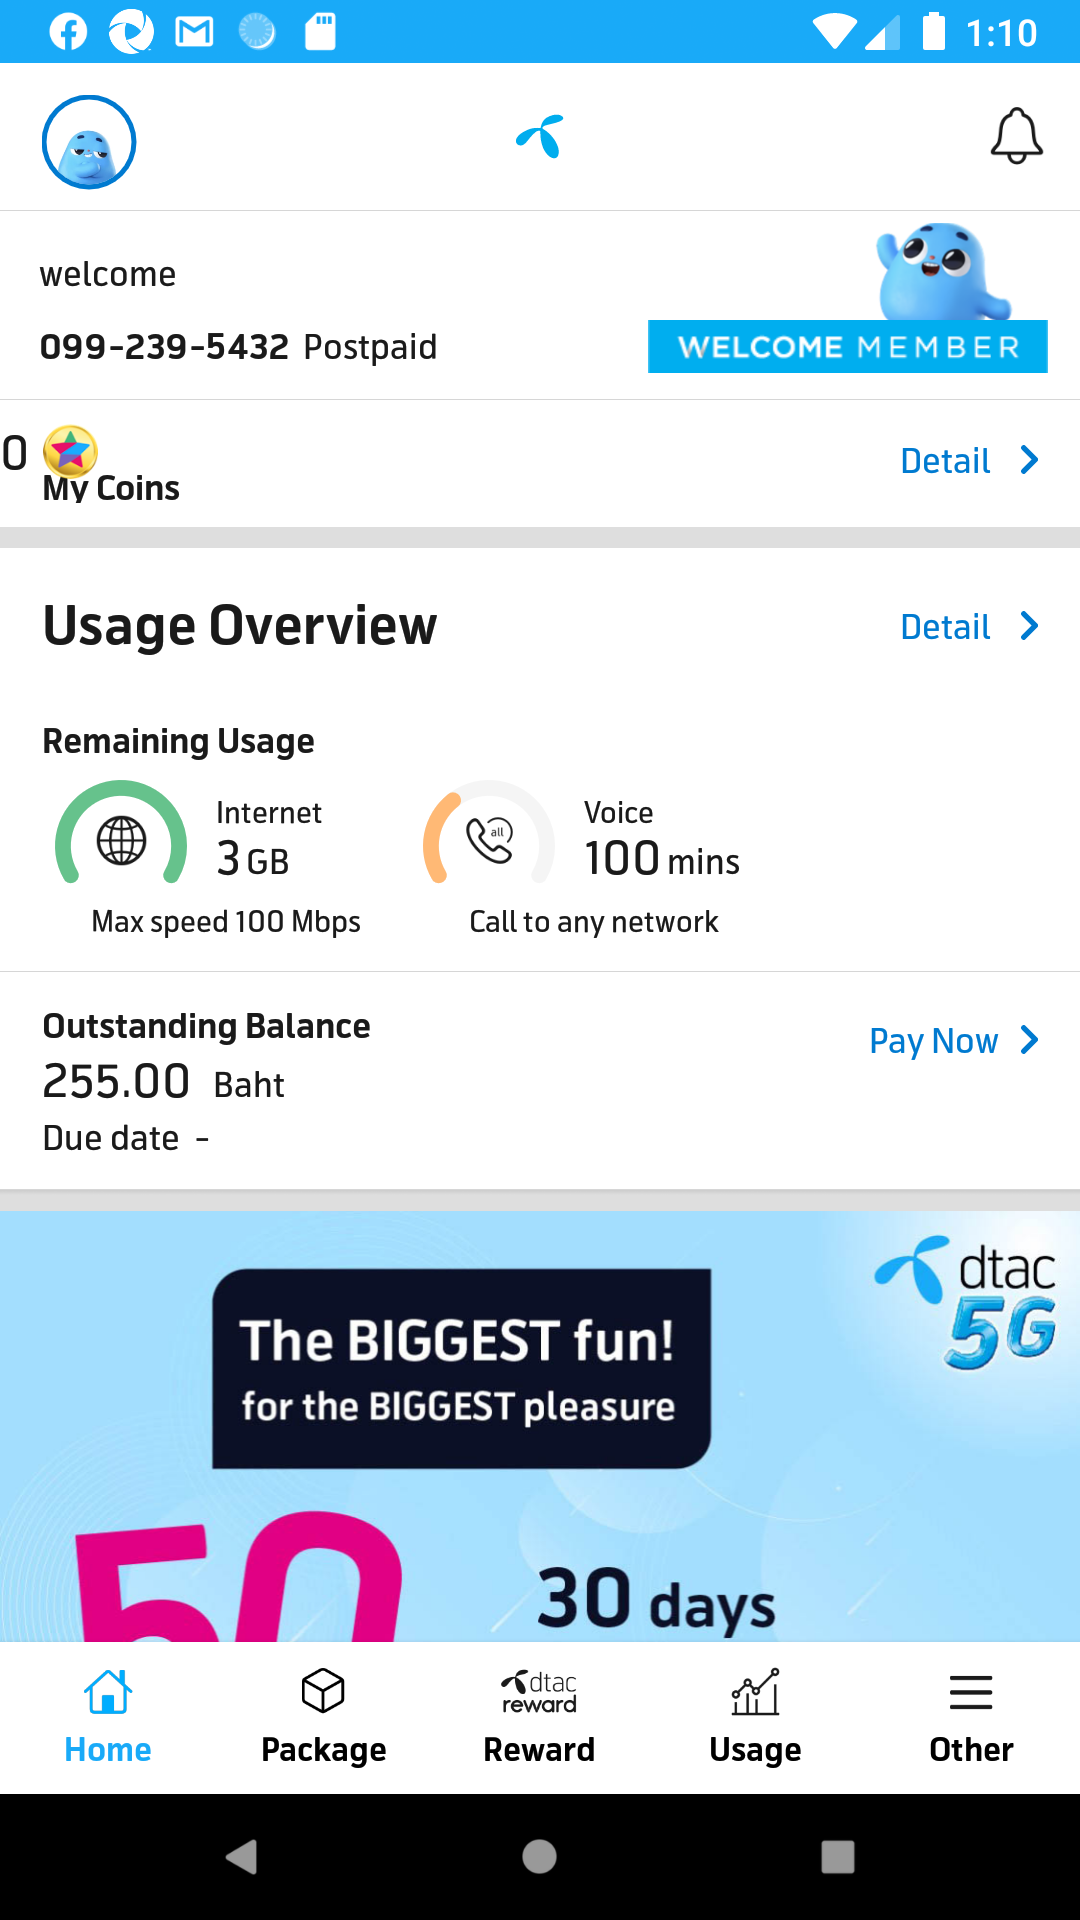 1:10
welcome
099-239-5432 Postpaid
WELCOME MEMBER
0
My Coins
Detail
Usage Overview
Detail
Remaining Usage
Internet
3 GB
Max speed 100 Mbps
all
Voice
100 mins
Call to any network
Outstanding Balance
255.00 Baht
Due date -
Pay Now
dtac
5G
The BIGGEST fun!
for the BIGGEST pleasure
50
30 days
Home
Package
dtac
reward
Reward
Usage
Other